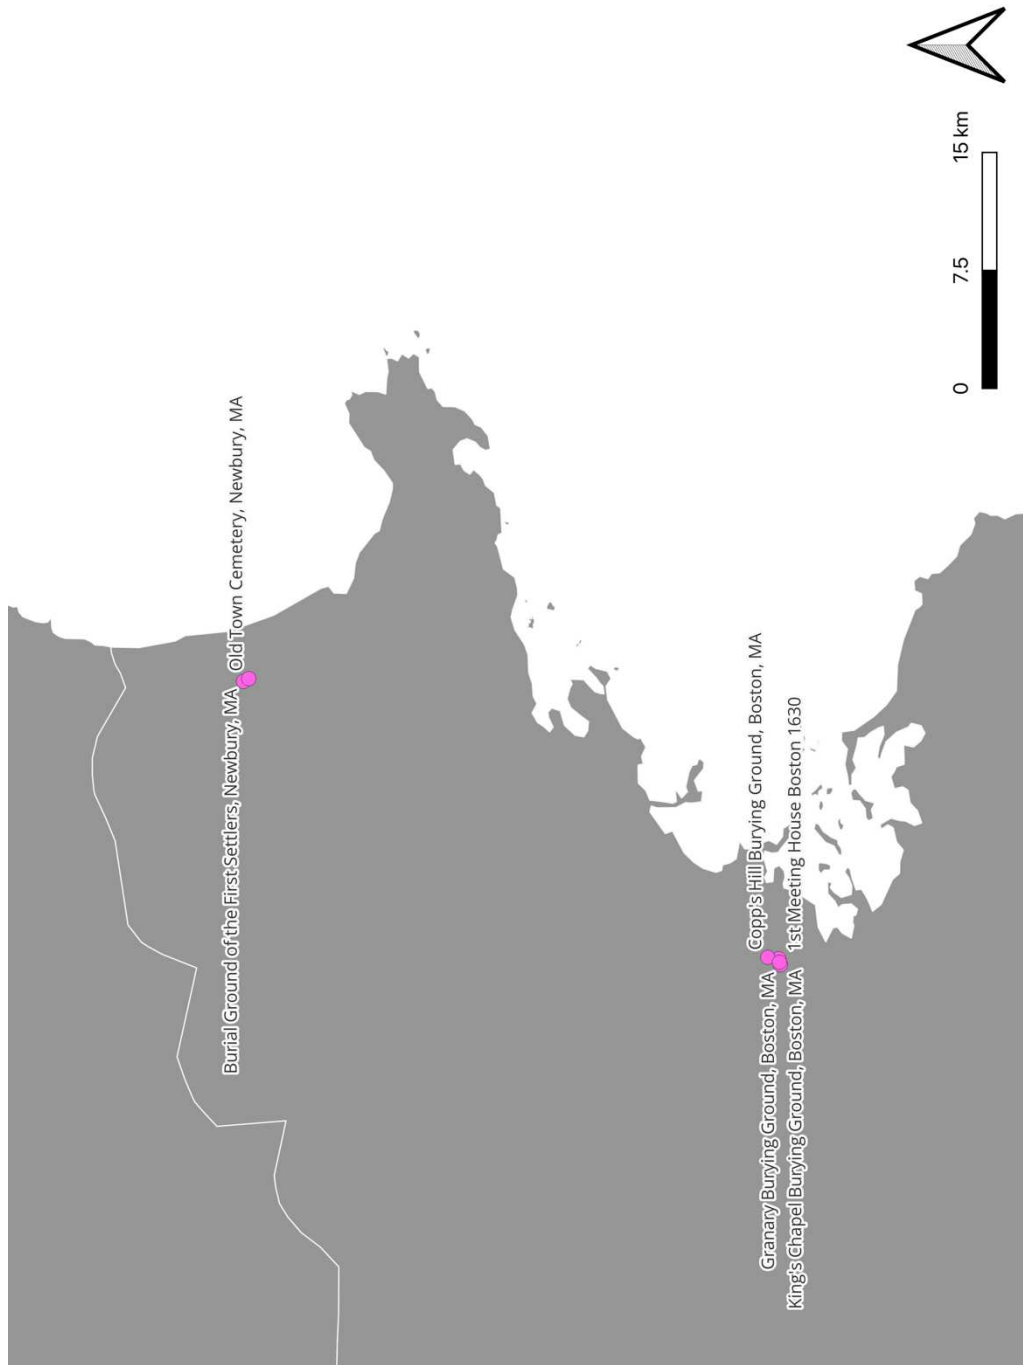 Old Town Cemetery, Newbury, MA
Burial Ground of the First Settlers, Newbury, MA
Copp's Hill Burying Ground, Boston, MA
Granary Burying Ground, Boston, MA
1st Meeting House Boston 1630
King's Chapel Burying Ground, Boston, MA
0 7.5 15 km